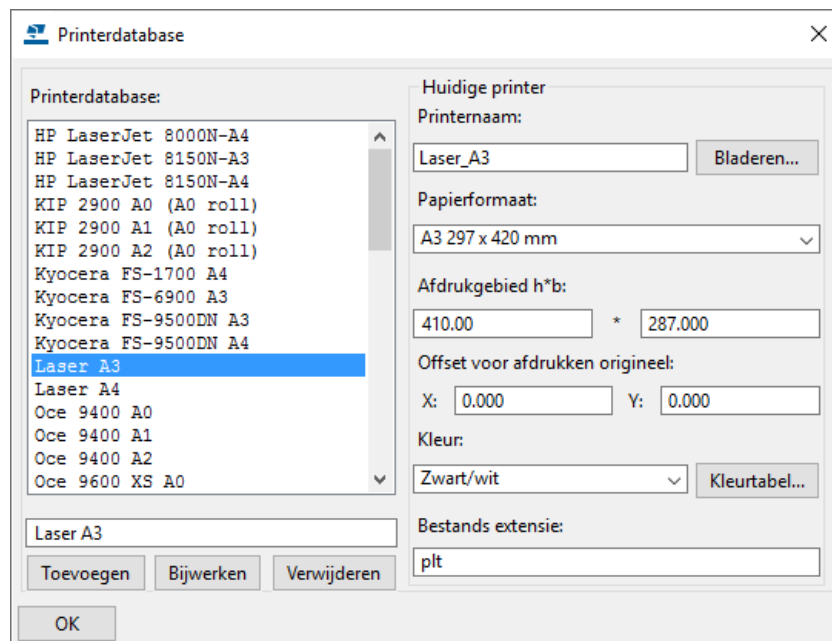 Printerdatabase
Printerdatabase:
HP LaserJet 8000N-A4
HP LaserJet 8150N-A3
HP LaserJet 8150N-A4
KIP 2900 A0 (A0 roll)
KIP 2900 A1 (A0 roll)
KIP 2900 A2 (A0 roll)
Kyocera FS-1700 A4
Kyocera FS-6900 A3
Kyocera FS-9500DN A3
Kyocera FS-9500DN A4
Laser A3
Laser A4
Oce 9400 A0
Oce 9400 A1
Oce 9400 A2
Oce 9600 XS A0
Laser A3
Toevoegen Bijwerken Verwijderen
OK
Huidige printer
Printernaam:
Laser_A3 Bladeren...
Papierformaat:
A3 297 x 420 mm
Afdrukgebied h*b:
410.00 * 287.000
Offset voor afdrukken origineel:
X: 0.000 Y: 0.000
Kleur:
Zwart/wit Kleurtabel...
Bestands extensie:
plt